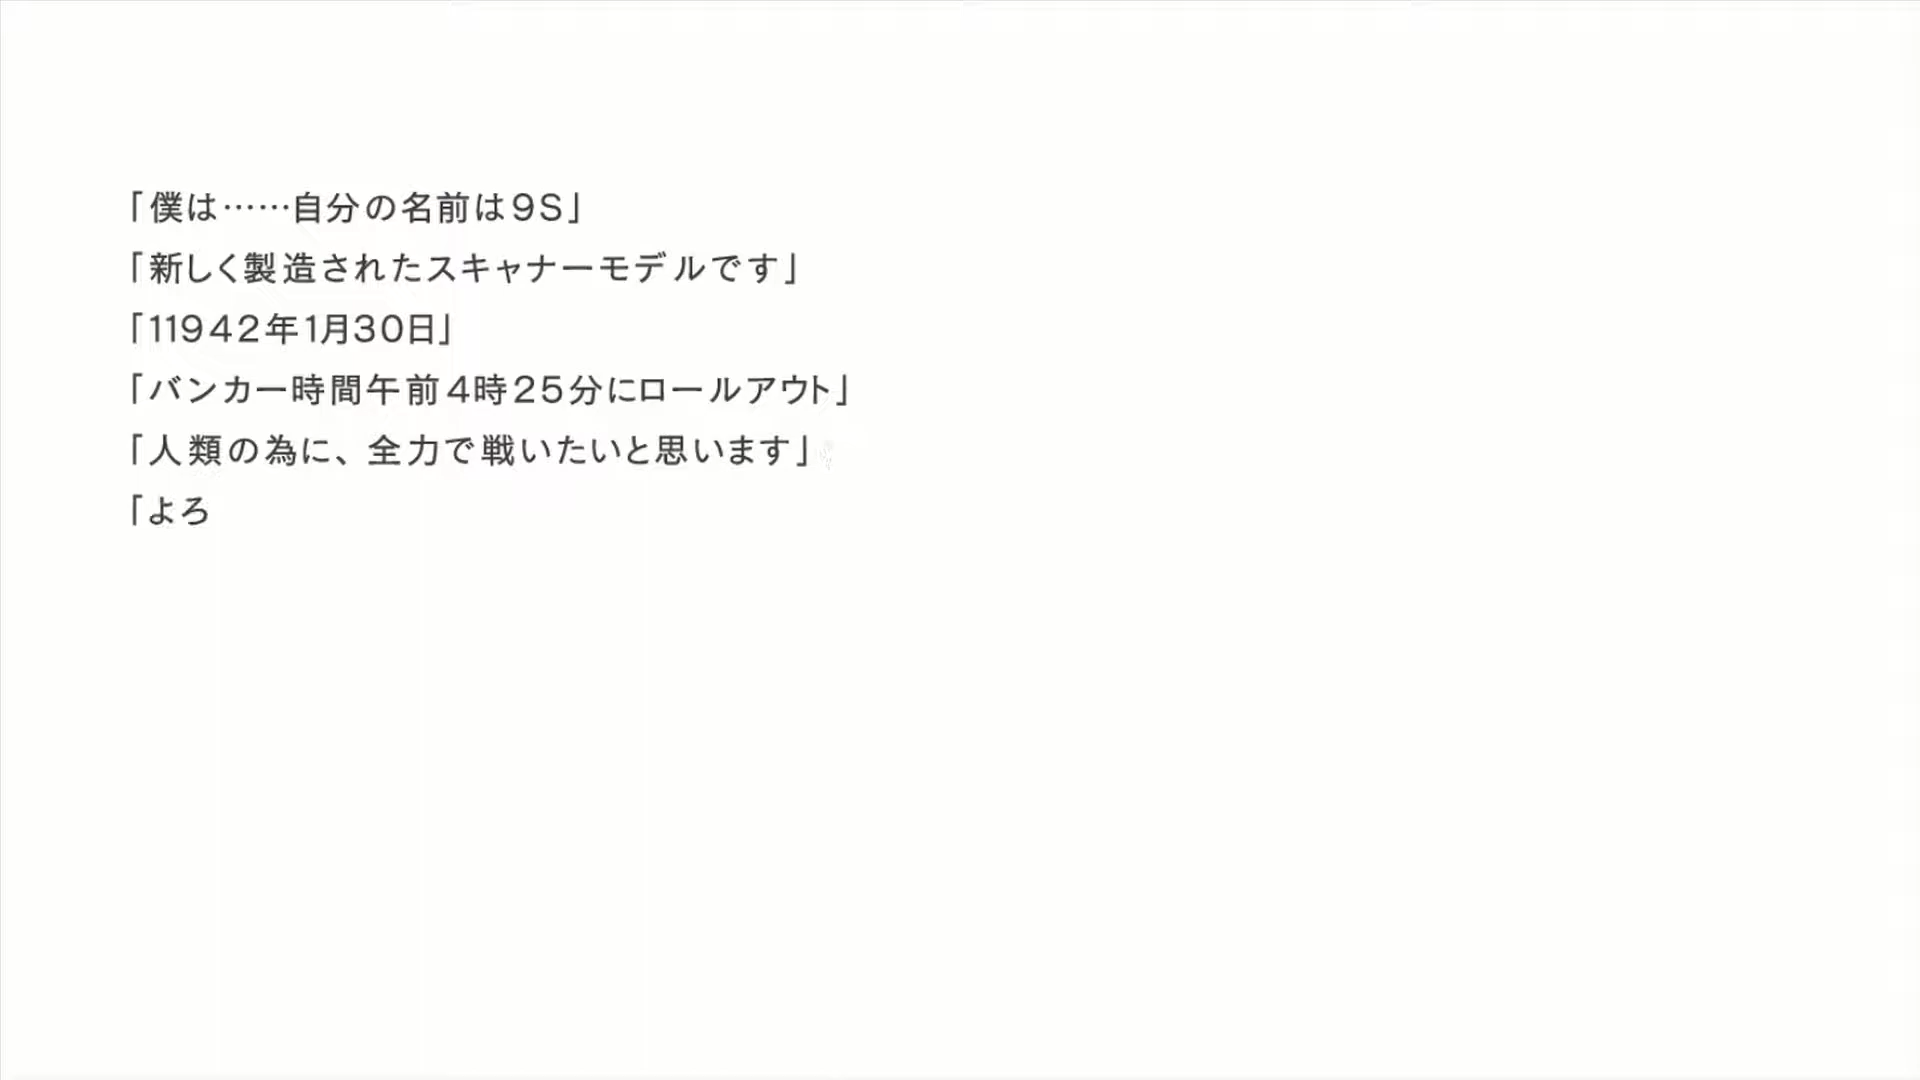 「僕は……自分の名前は9S」
「新しく製造されたスキャナーモデルです」
「11942年1月30日」
「バンカー時間午前4時25分にロールアウト」
「人類の為に、全力で戦いたいと思います」
「よろ